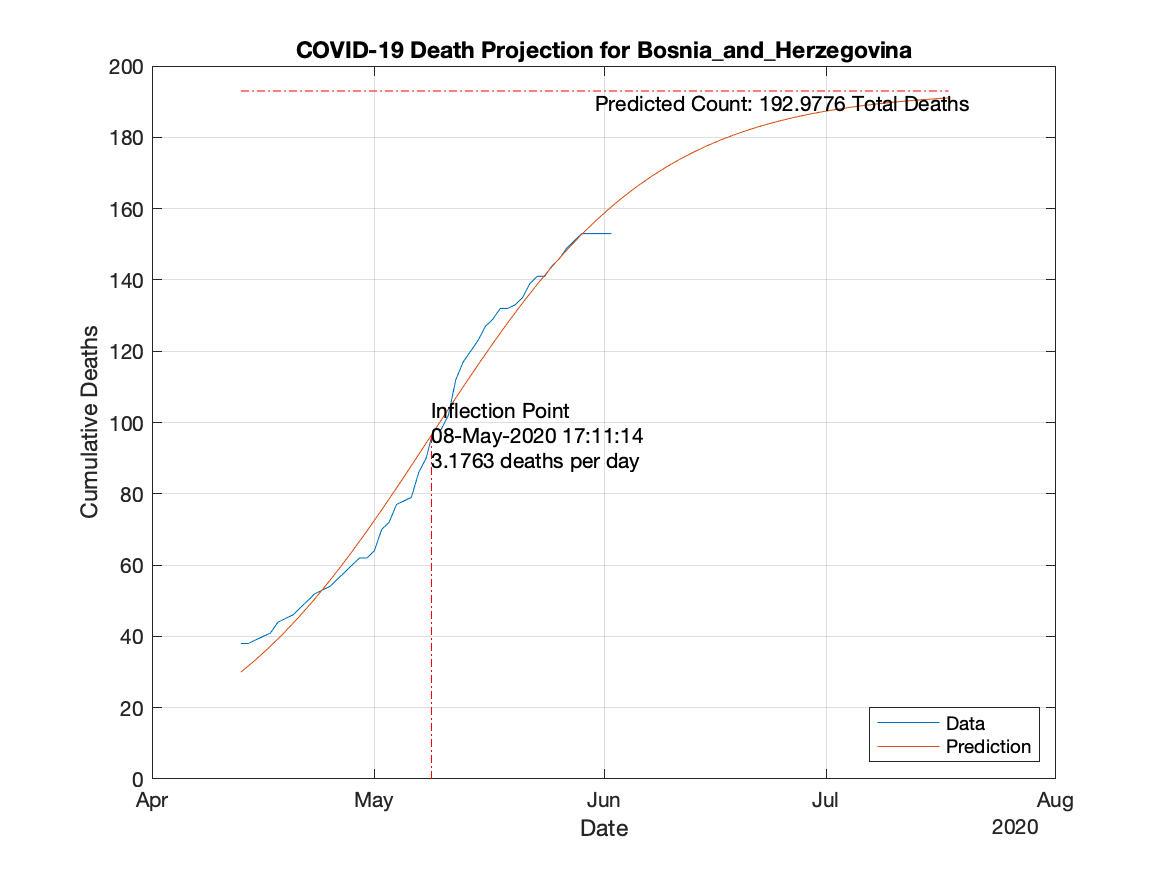 COVID-19 Death Projection for Bosnia_and_Herzegovina
200
180
160
140
120
100
80
60
40
20
0
Cumulative Deaths
Predicted Count: 192.9776 Total Deaths
Inflection Point
08-May-2020 17:11:14
3.1763 deaths per day
Data
Prediction
Apr May Jun Jul Aug
Date
2020